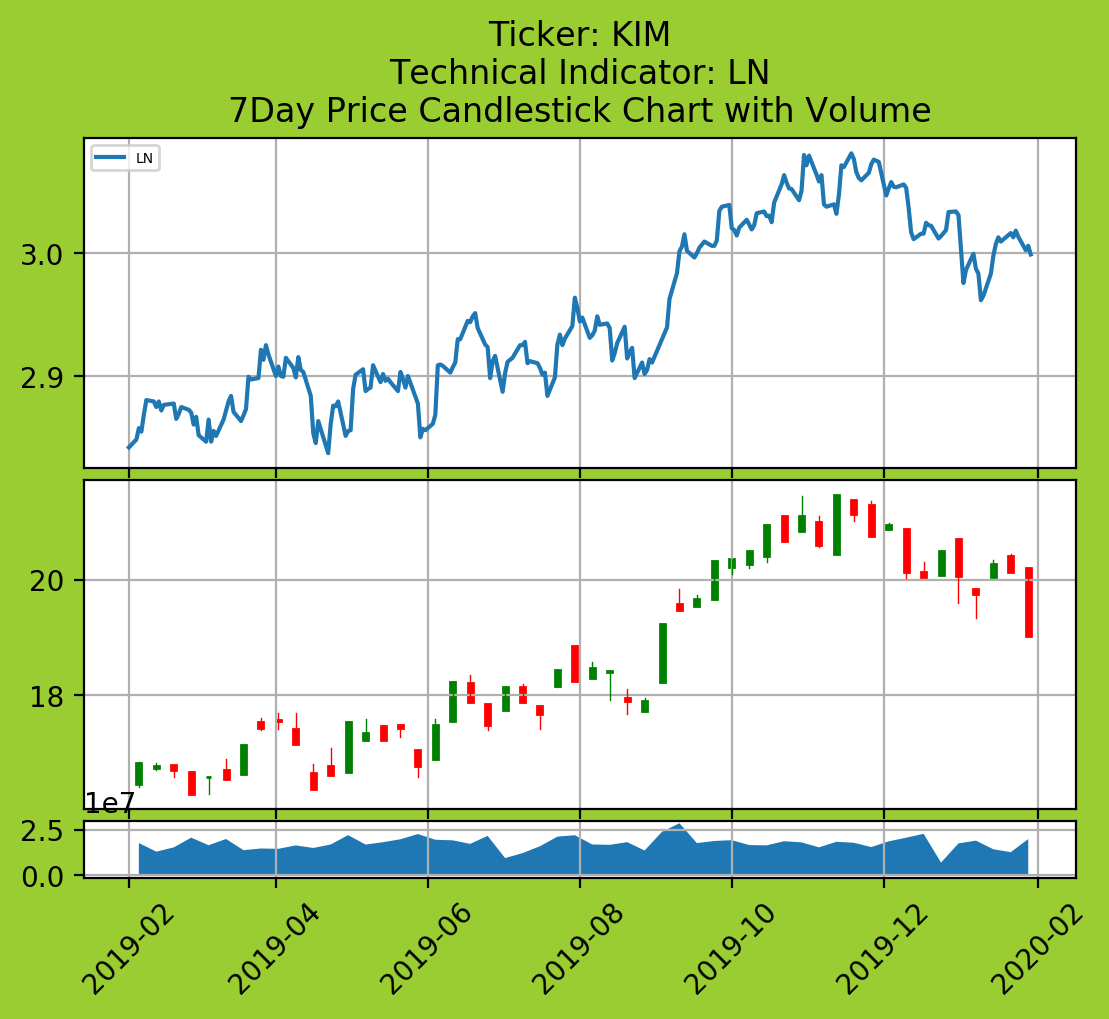 Ticker: KIM
Technical Indicator: LN
7Day Price Candlestick Chart with Volume
LN
3.0
2.9
20
18
1e7
2.5
0.0
2019-02
2019-04
2019-06
2019-08
2019-10
2019-12
2020-02